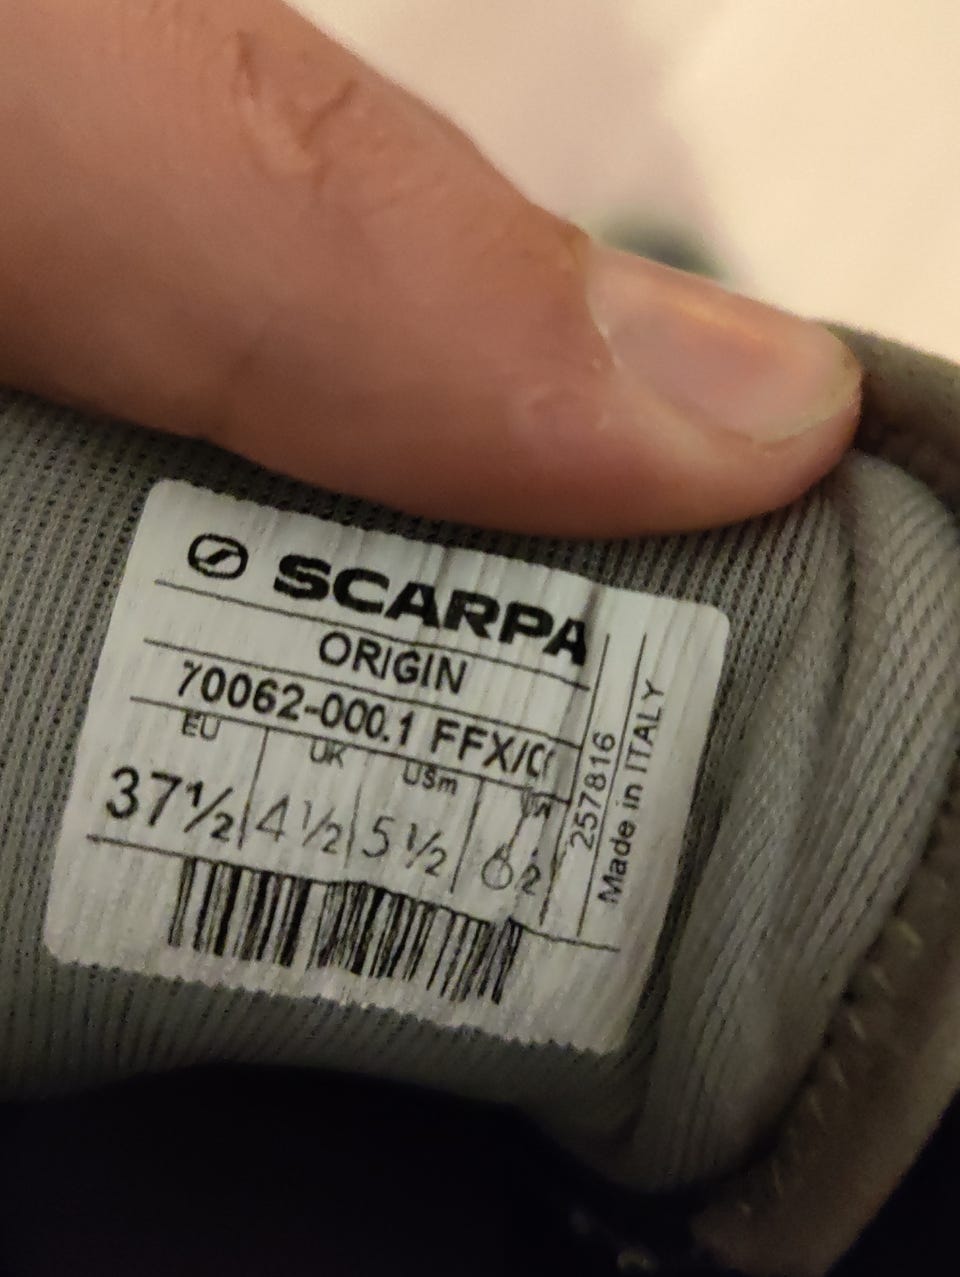 SCARPA
ORIGIN
70062-000.1 FFX/
EU UK USm
37½ 4½ 5½
257816
Made in ITALY